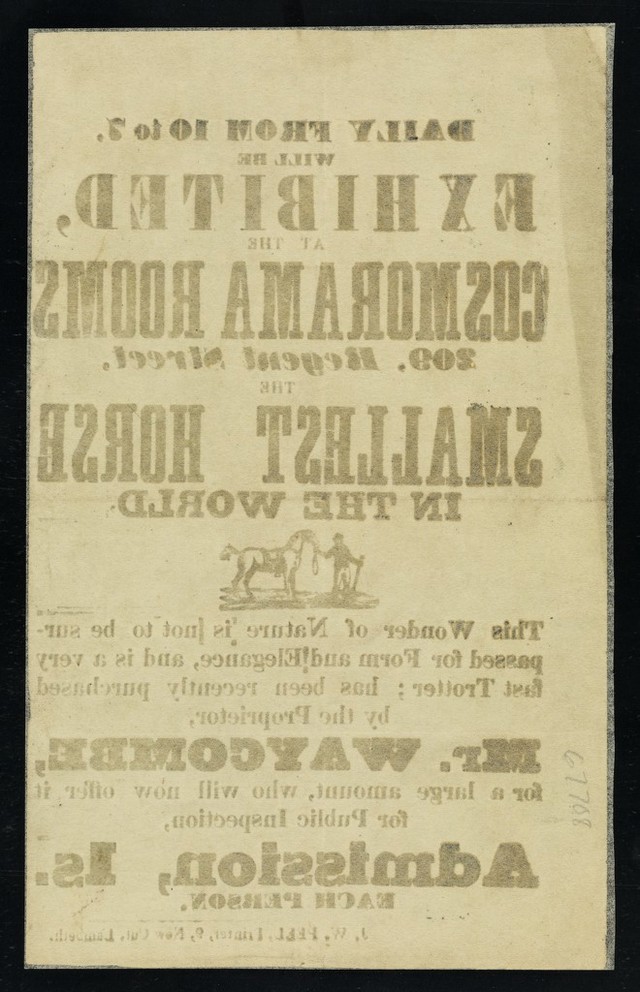 DAILY FROM 10 to 7.
WILL BE
EXHIBITED,
AT THE
COSMORAMA ROOMS
209, Regent Street,
THE
SMALLEST HORSE
IN THE WORLD.
This Wonder of Nature is not to be sur-
passed for Form and Elegance, and is a very
fast Trotter; has been recently purchased
by the Proprietor,
Mr. WAYCOMBE,
for a large amount, who will now offer it
for Public Inspection,
Admission, 1s.
EACH PERSON.
J. W. PEEL, Printer, 9, New Cut, Lambeth.
67708